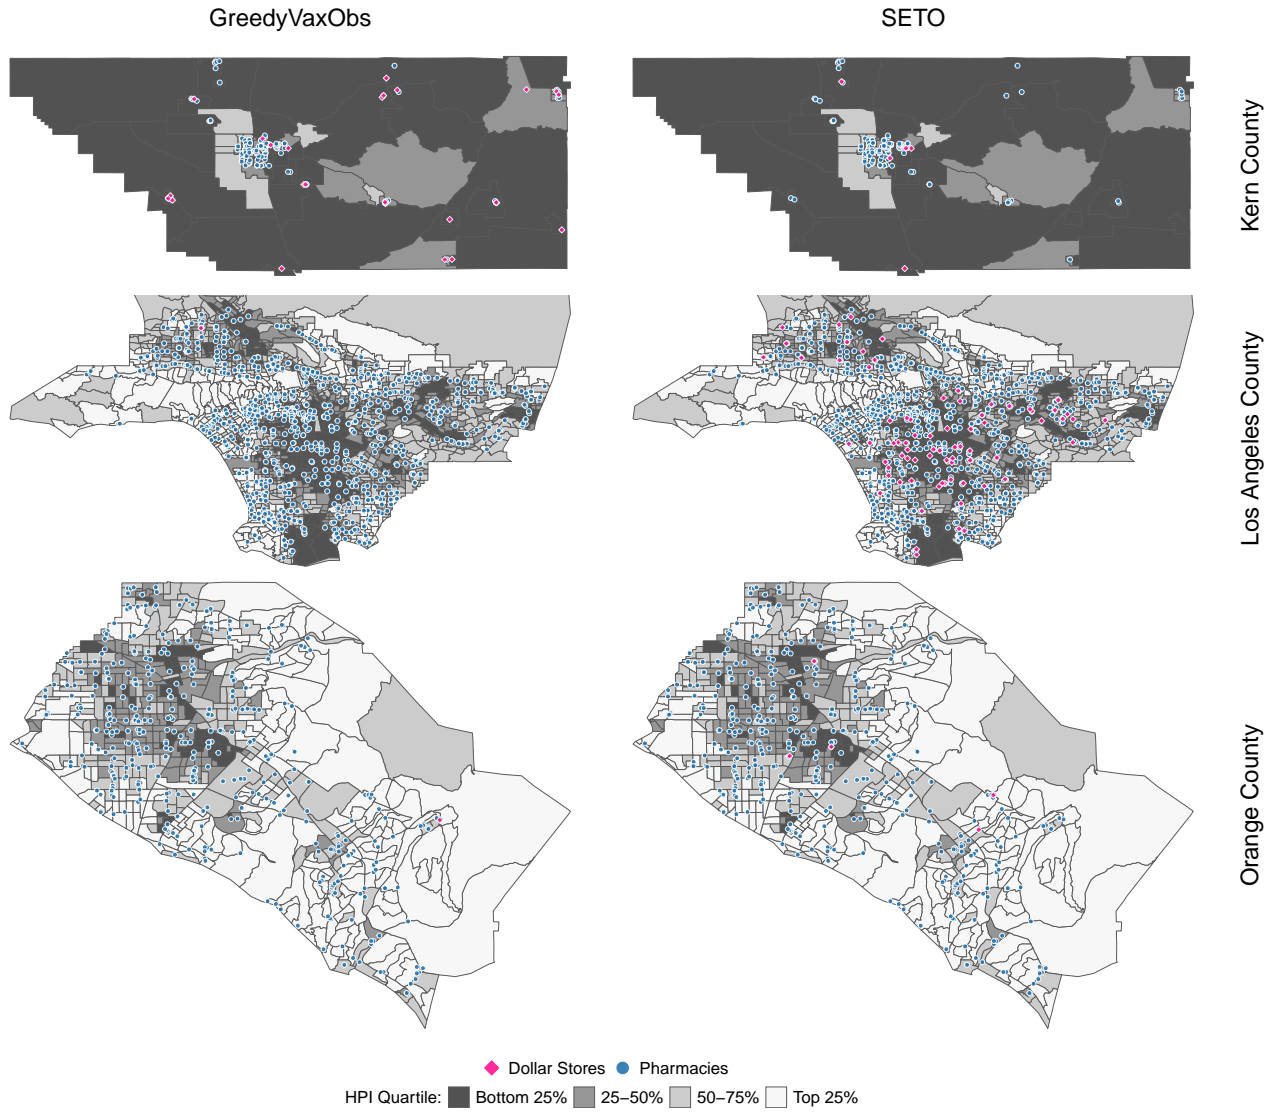 GreedyVaxObs
SETO
Kern County
Los Angeles County
Orange County
Dollar Stores Pharmacies
HPI Quartile: Bottom 25% 25−50% 50−75% Top 25%